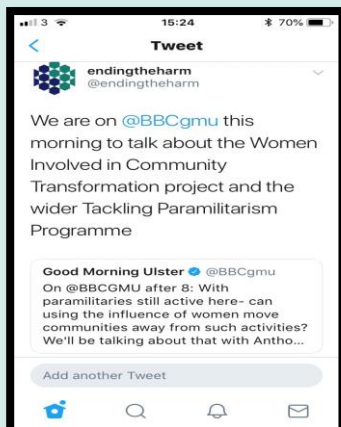 3 15:24 70%
Tweet
endingtheharm
@endingtheharm
We are on @BBCgmu this
morning to talk about the Women
Involved in Community
Transformation project and the
wider Tackling Paramilitarism
Programme
Good Morning Ulster @BBCgmu
On @BBCGMU after 8: With
paramilitaries still active here- can
using the influence of women move
communities away from such activities?
We'll be talking about that with Antho...
Add another Tweet